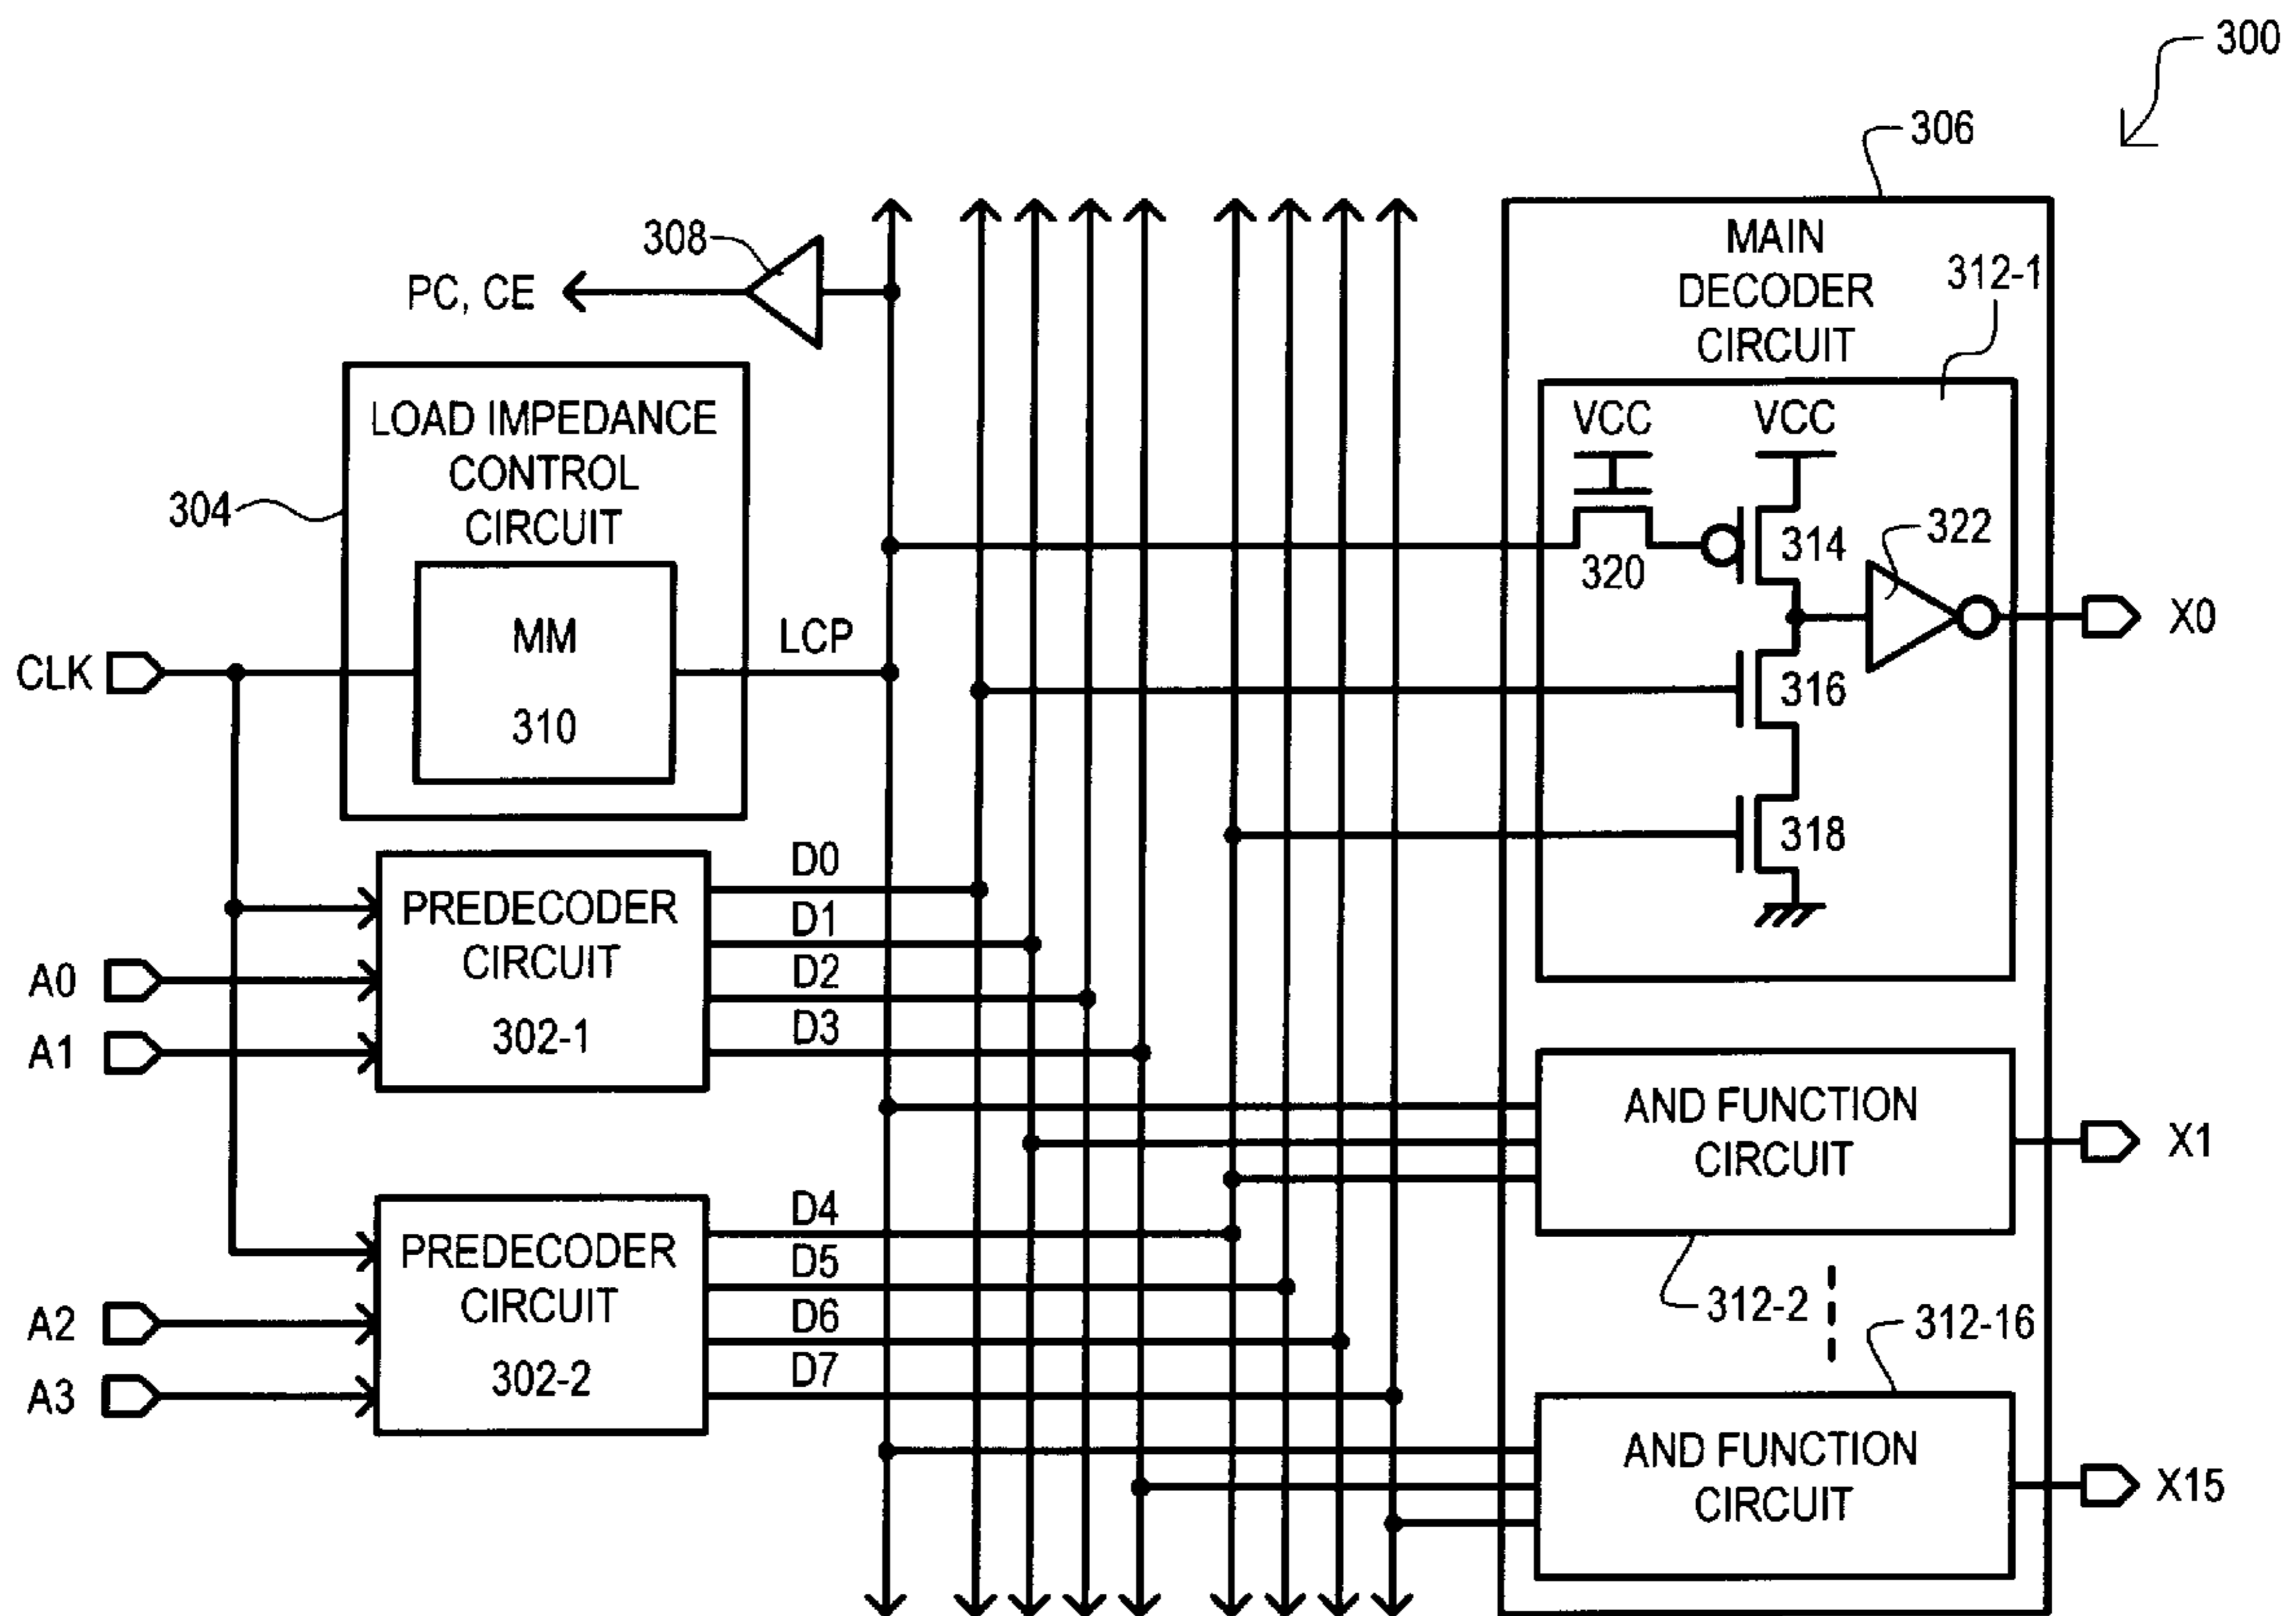 300
306
308
MAIN
DECODER
CIRCUIT
312-1
PC, CE
LOAD IMPEDANCE
CONTROL
CIRCUIT
304
VCC
VCC
314
322
320
X0
MM
310
LCP
CLK
316
318
D0
D1
D2
D3
PREDECODER
CIRCUIT
302-1
A0
A1
AND FUNCTION
CIRCUIT
X1
D4
D5
D6
D7
PREDECODER
CIRCUIT
302-2
A2
A3
312-2
312-16
AND FUNCTION
CIRCUIT
X15